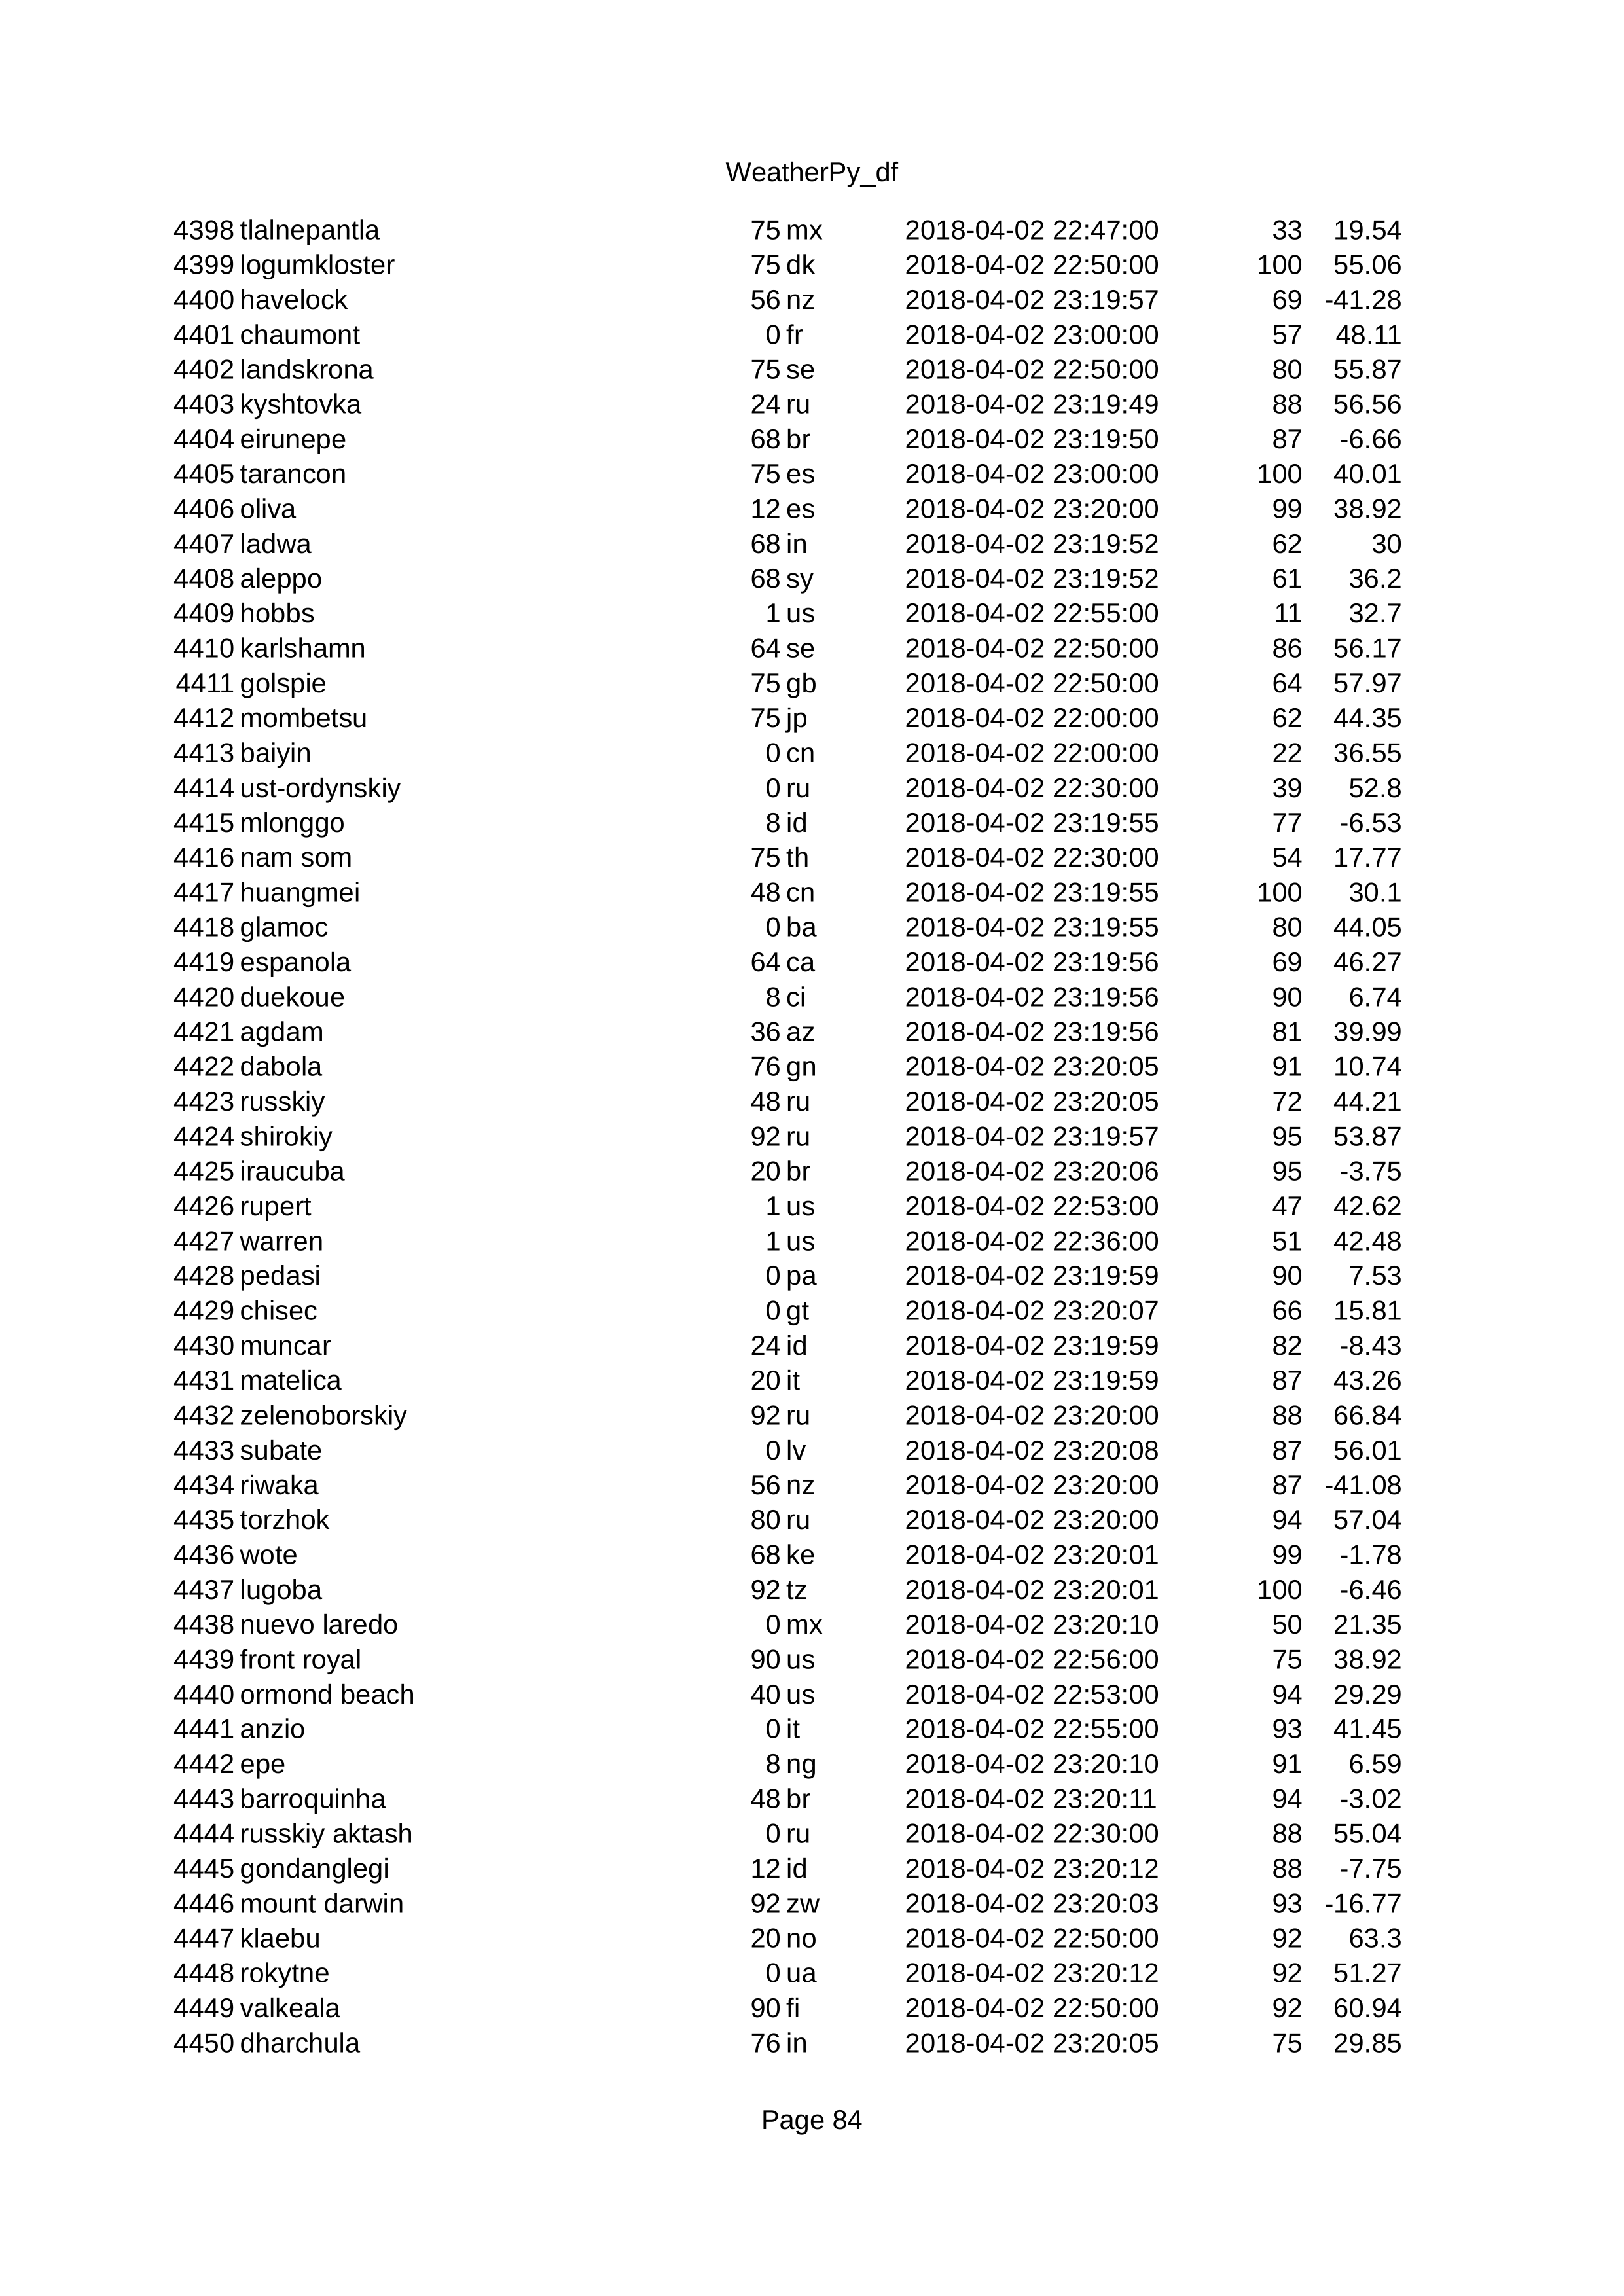 WeatherPy_df
4398 tlalnepantla 75 mx 2018-04-02 22:47:00 33 19.54
4399 logumkloster 75 dk 2018-04-02 22:50:00 100 55.06
4400 havelock 56 nz 2018-04-02 23:19:57 69 -41.28
4401 chaumont 0 fr 2018-04-02 23:00:00 57 48.11
4402 landskrona 75 se 2018-04-02 22:50:00 80 55.87
4403 kyshtovka 24 ru 2018-04-02 23:19:49 88 56.56
4404 eirunepe 68 br 2018-04-02 23:19:50 87 -6.66
4405 tarancon 75 es 2018-04-02 23:00:00 100 40.01
4406 oliva 12 es 2018-04-02 23:20:00 99 38.92
4407 ladwa 68 in 2018-04-02 23:19:52 62 30
4408 aleppo 68 sy 2018-04-02 23:19:52 61 36.2
4409 hobbs 1 us 2018-04-02 22:55:00 11 32.7
4410 karlshamn 64 se 2018-04-02 22:50:00 86 56.17
4411 golspie 75 gb 2018-04-02 22:50:00 64 57.97
4412 mombetsu 75 jp 2018-04-02 22:00:00 62 44.35
4413 baiyin 0 cn 2018-04-02 22:00:00 22 36.55
4414 ust-ordynskiy 0 ru 2018-04-02 22:30:00 39 52.8
4415 mlonggo 8 id 2018-04-02 23:19:55 77 -6.53
4416 nam som 75 th 2018-04-02 22:30:00 54 17.77
4417 huangmei 48 cn 2018-04-02 23:19:55 100 30.1
4418 glamoc 0 ba 2018-04-02 23:19:55 80 44.05
4419 espanola 64 ca 2018-04-02 23:19:56 69 46.27
4420 duekoue 8 ci 2018-04-02 23:19:56 90 6.74
4421 agdam 36 az 2018-04-02 23:19:56 81 39.99
4422 dabola 76 gn 2018-04-02 23:20:05 91 10.74
4423 russkiy 48 ru 2018-04-02 23:20:05 72 44.21
4424 shirokiy 92 ru 2018-04-02 23:19:57 95 53.87
4425 iraucuba 20 br 2018-04-02 23:20:06 95 -3.75
4426 rupert 1 us 2018-04-02 22:53:00 47 42.62
4427 warren 1 us 2018-04-02 22:36:00 51 42.48
4428 pedasi 0 pa 2018-04-02 23:19:59 90 7.53
4429 chisec 0 gt 2018-04-02 23:20:07 66 15.81
4430 muncar 24 id 2018-04-02 23:19:59 82 -8.43
4431 matelica 20 it 2018-04-02 23:19:59 87 43.26
4432 zelenoborskiy 92 ru 2018-04-02 23:20:00 88 66.84
4433 subate 0 lv 2018-04-02 23:20:08 87 56.01
4434 riwaka 56 nz 2018-04-02 23:20:00 87 -41.08
4435 torzhok 80 ru 2018-04-02 23:20:00 94 57.04
4436 wote 68 ke 2018-04-02 23:20:01 99 -1.78
4437 lugoba 92 tz 2018-04-02 23:20:01 100 -6.46
4438 nuevo laredo 0 mx 2018-04-02 23:20:10 50 21.35
4439 front royal 90 us 2018-04-02 22:56:00 75 38.92
4440 ormond beach 40 us 2018-04-02 22:53:00 94 29.29
4441 anzio 0 it 2018-04-02 22:55:00 93 41.45
4442 epe 8 ng 2018-04-02 23:20:10 91 6.59
4443 barroquinha 48 br 2018-04-02 23:20:11 94 -3.02
4444 russkiy aktash 0 ru 2018-04-02 22:30:00 88 55.04
4445 gondanglegi 12 id 2018-04-02 23:20:12 88 -7.75
4446 mount darwin 92 zw 2018-04-02 23:20:03 93 -16.77
4447 klaebu 20 no 2018-04-02 22:50:00 92 63.3
4448 rokytne 0 ua 2018-04-02 23:20:12 92 51.27
4449 valkeala 90 fi 2018-04-02 22:50:00 92 60.94
4450 dharchula 76 in 2018-04-02 23:20:05 75 29.85
Page 84